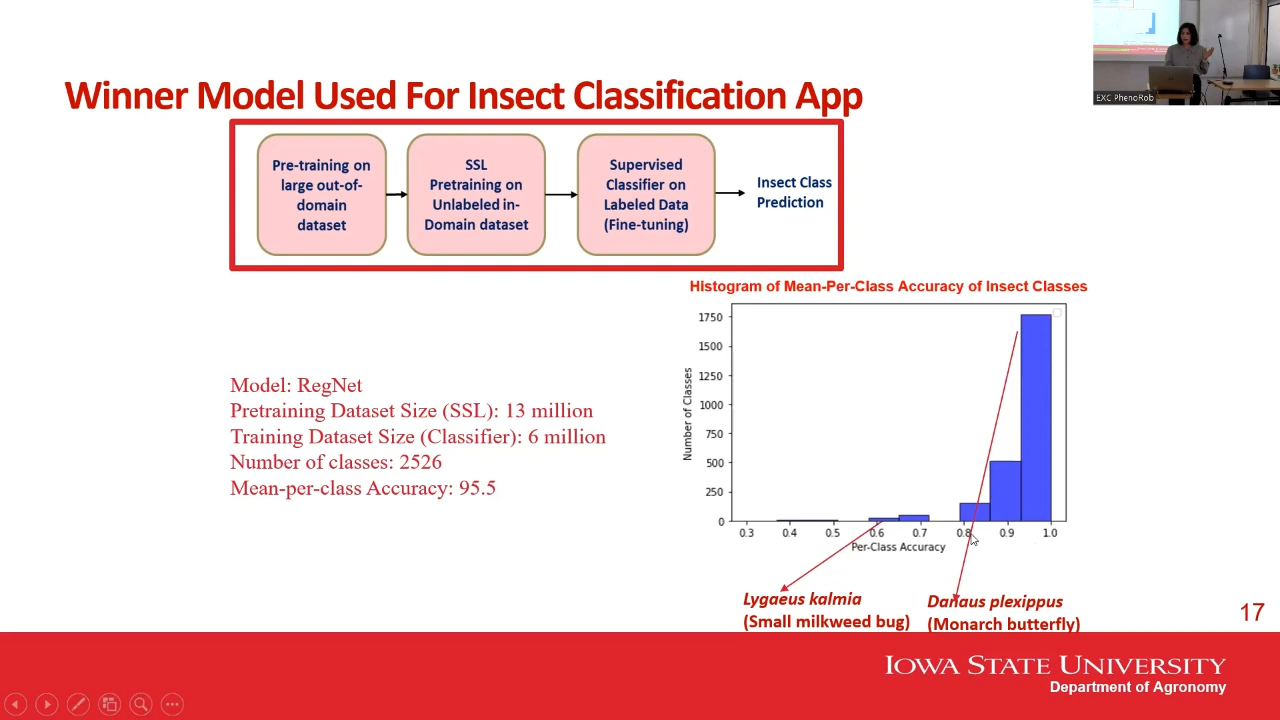 Winner Model Used For Insect Classification App
Pre-training on
large out-of-
domain
dataset
SSL
Pretraining on
Unlabeled in-
Domain dataset
Supervised
Classifier on
Labeled Data
(Fine-tuning)
Insect Class
Prediction
EXC PhenoRob
Histogram of Mean-Per-Class Accuracy of Insect Classes
Number of Classes
1750
1500
1250
1000
750
500
250
0
0.3 0.4 0.5 0.6 0.7 0.8 0.9 1.0
Per-Class Accuracy
Model: RegNet
Pretraining Dataset Size (SSL): 13 million
Training Dataset Size (Classifier): 6 million
Number of classes: 2526
Mean-per-class Accuracy: 95.5
Lygaeus kalmia
(Small milkweed bug)
Danaus plexippus
(Monarch butterfly)
17
IOWA STATE UNIVERSITY
Department of Agronomy